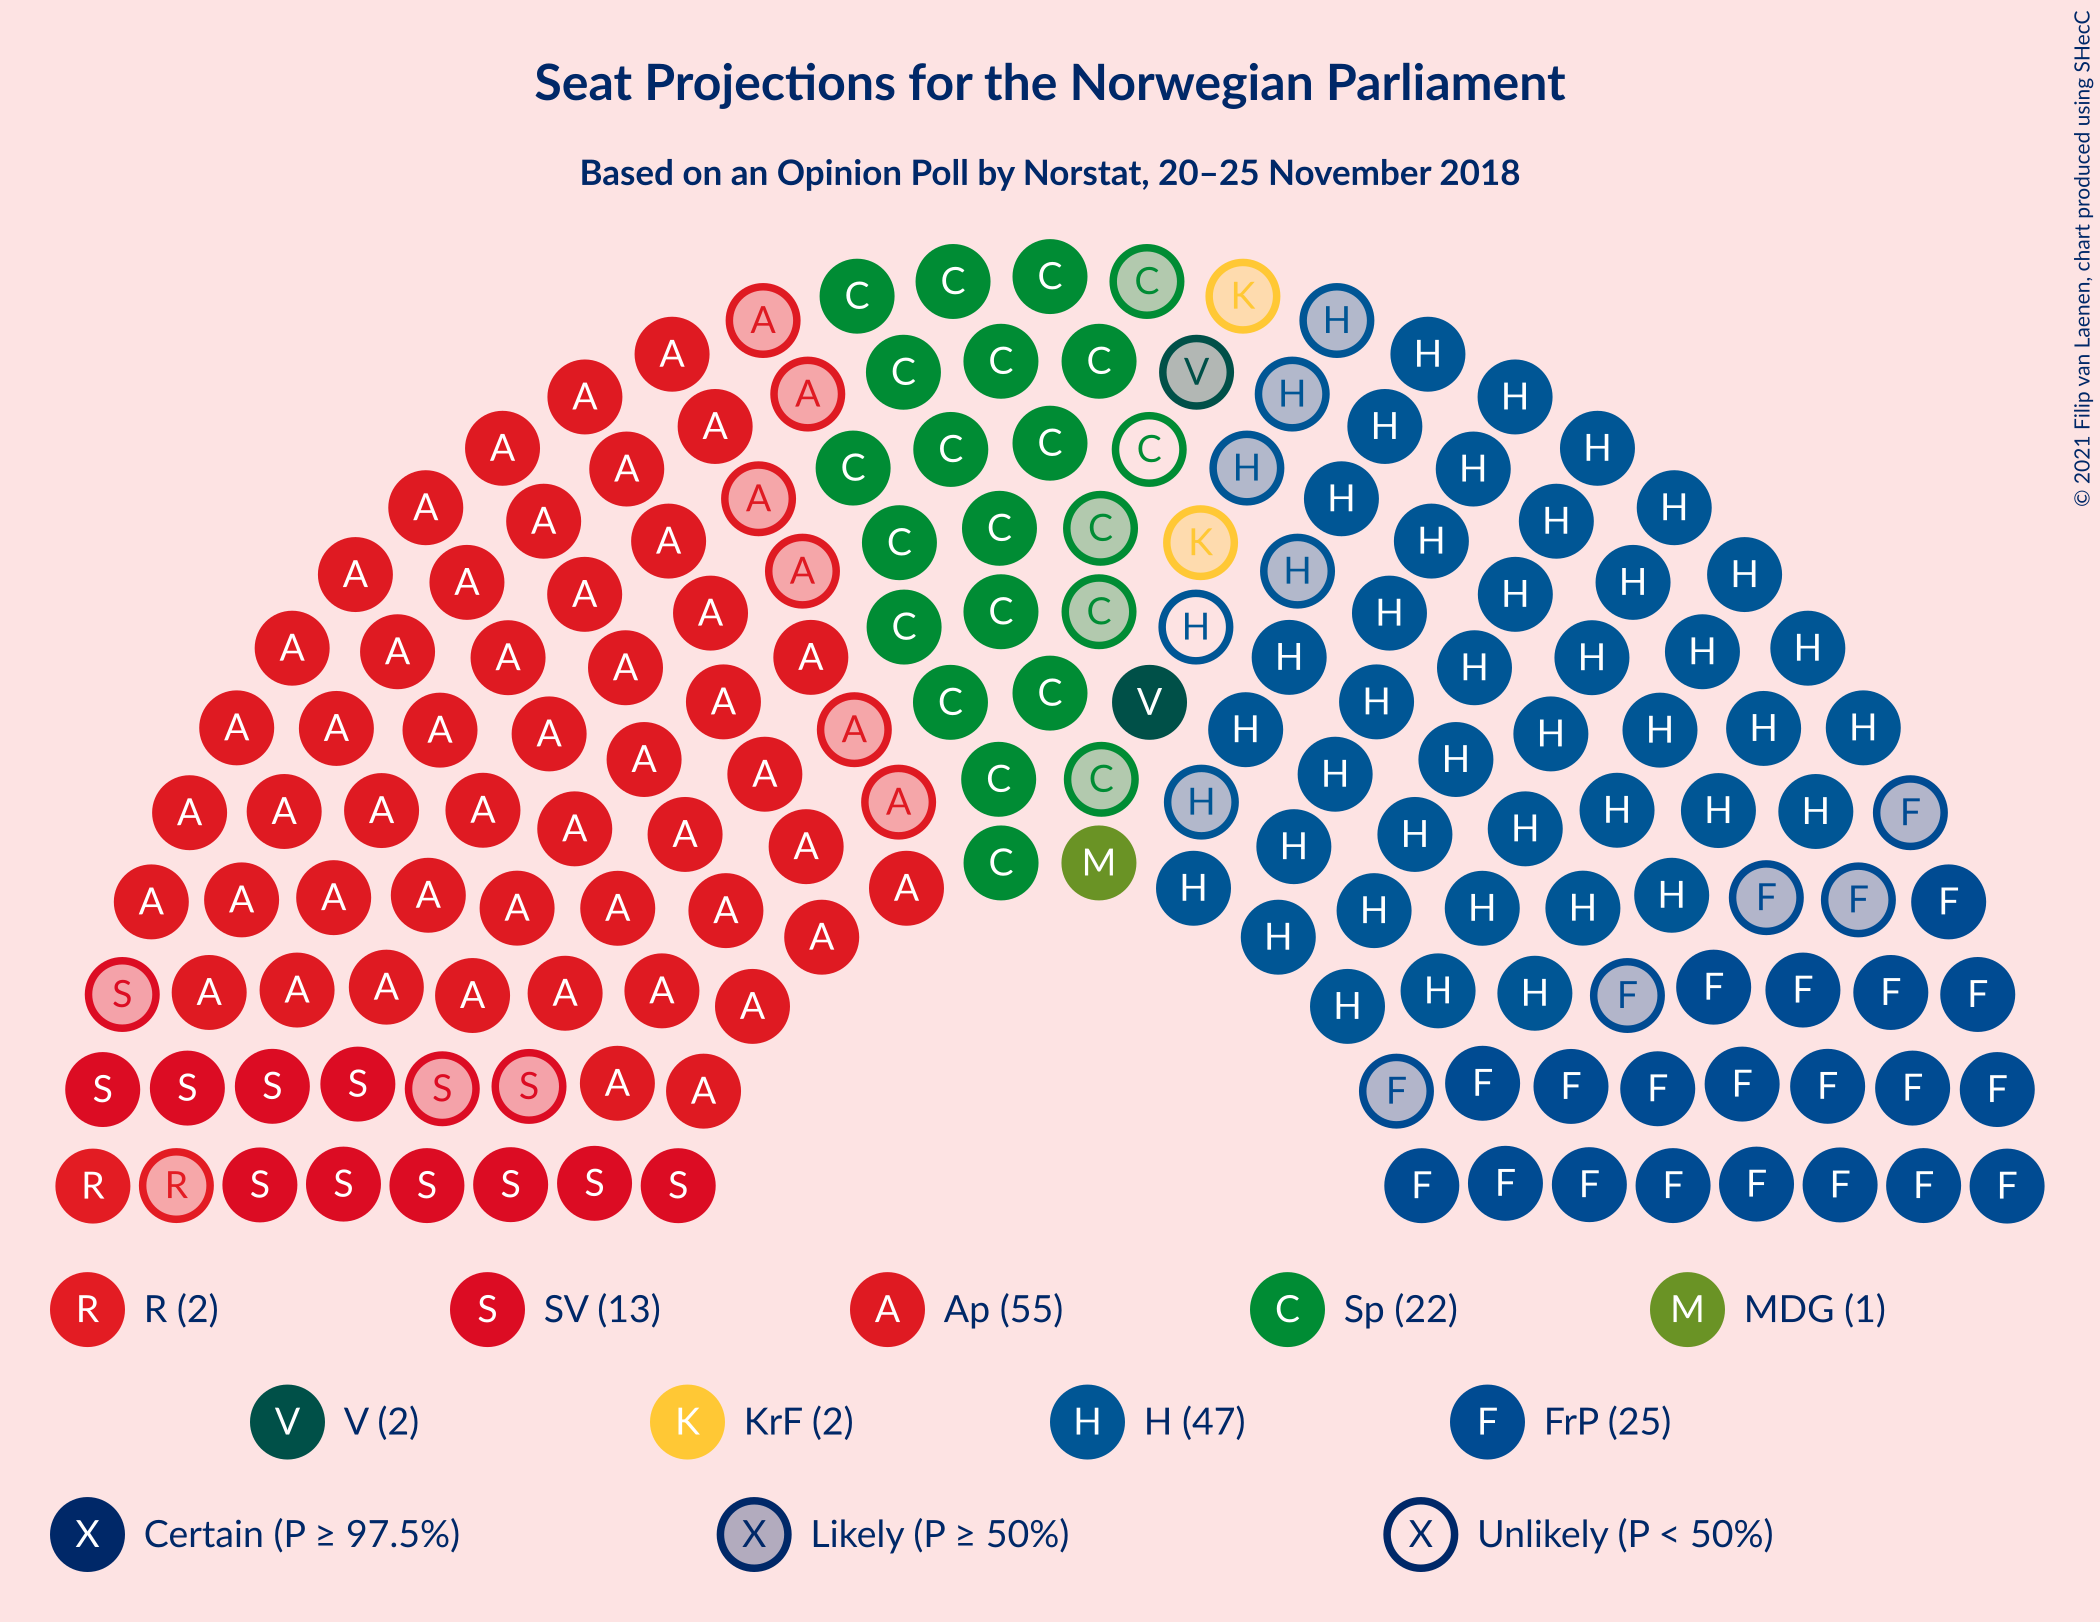 Seat Projections for the Norwegian Parliament
Based on an Opinion Poll by Norstat, 20–25 November 2018
© 2021 Filip van Laenen, chart produced using SHecC
C C C C K
A H
A H H
A C C C V H
A A H H
A A H H
A C C C C H
A A H H
A A A H H H
A A C C K H H H
A A H H
A A A H H H
A A C C C H H H
A A A A H H H H
A A A H H H
A A C C V H H H
A A A A A H H H H H
A A A H H H
A C C H
A A A A H H H F
A A A H H H
A C M H
A A A A A H H F F F
A A A H H H
A H
S A A A A A A H H F F F F F
A H
S S S S S S A A F F F F F F F F
R R S S S S S S F F F F F F F F
R R (2) S SV (13) A Ap (55) C Sp (22) M MDG (1)
V V (2) K KrF (2) H H (47) F FrP (25)
X Certain (P ≥ 97.5%) X Likely (P ≥ 50%) X Unlikely (P < 50%)